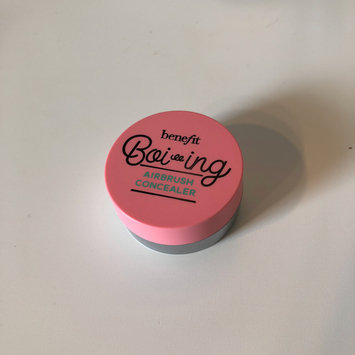 benefit
Boi-ing
AIRBRUSH
CONCEALER